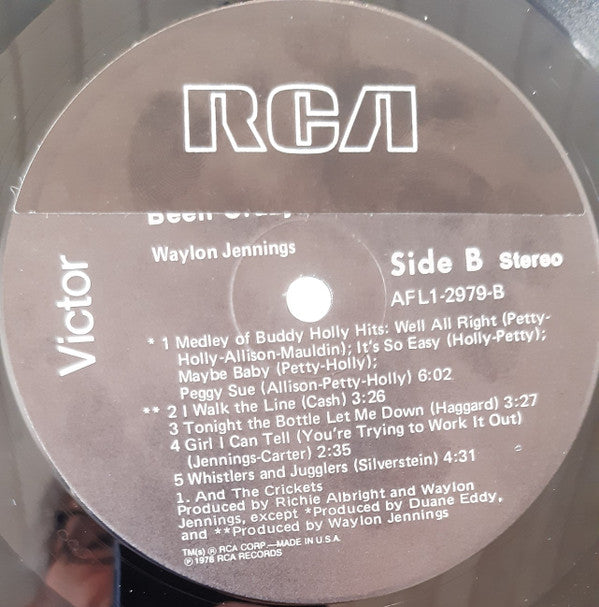 RCA
Been
Waylon Jennings
Victor
Side B Stereo
AFL1-2979-B
* 1 Medley of Buddy Holly Hits: Well All Right (Petty-
Holly-Allison-Mauldin); It's So Easy (Holly-Petty);
Maybe Baby (Petty-Holly);
Peggy Sue (Allison-Petty-Holly) 6:02
** 2 I Walk the Line (Cash) 3:26
3 Tonight the Bottle Let Me Down (Haggard) 3:27
4 Girl I Can Tell (You're Trying to Work It Out)
(Jennings-Carter) 2:35
5 Whistlers and Jugglers (Silverstein) 4:31
1. And The Crickets
Produced by Richie Albright and Waylon
Jennings, except *Produced by Duane Eddy,
and **Produced by Waylon Jennings
TM(s) ® RCA CORP.—MADE IN U.S.A.
℗ 1978 RCA RECORDS